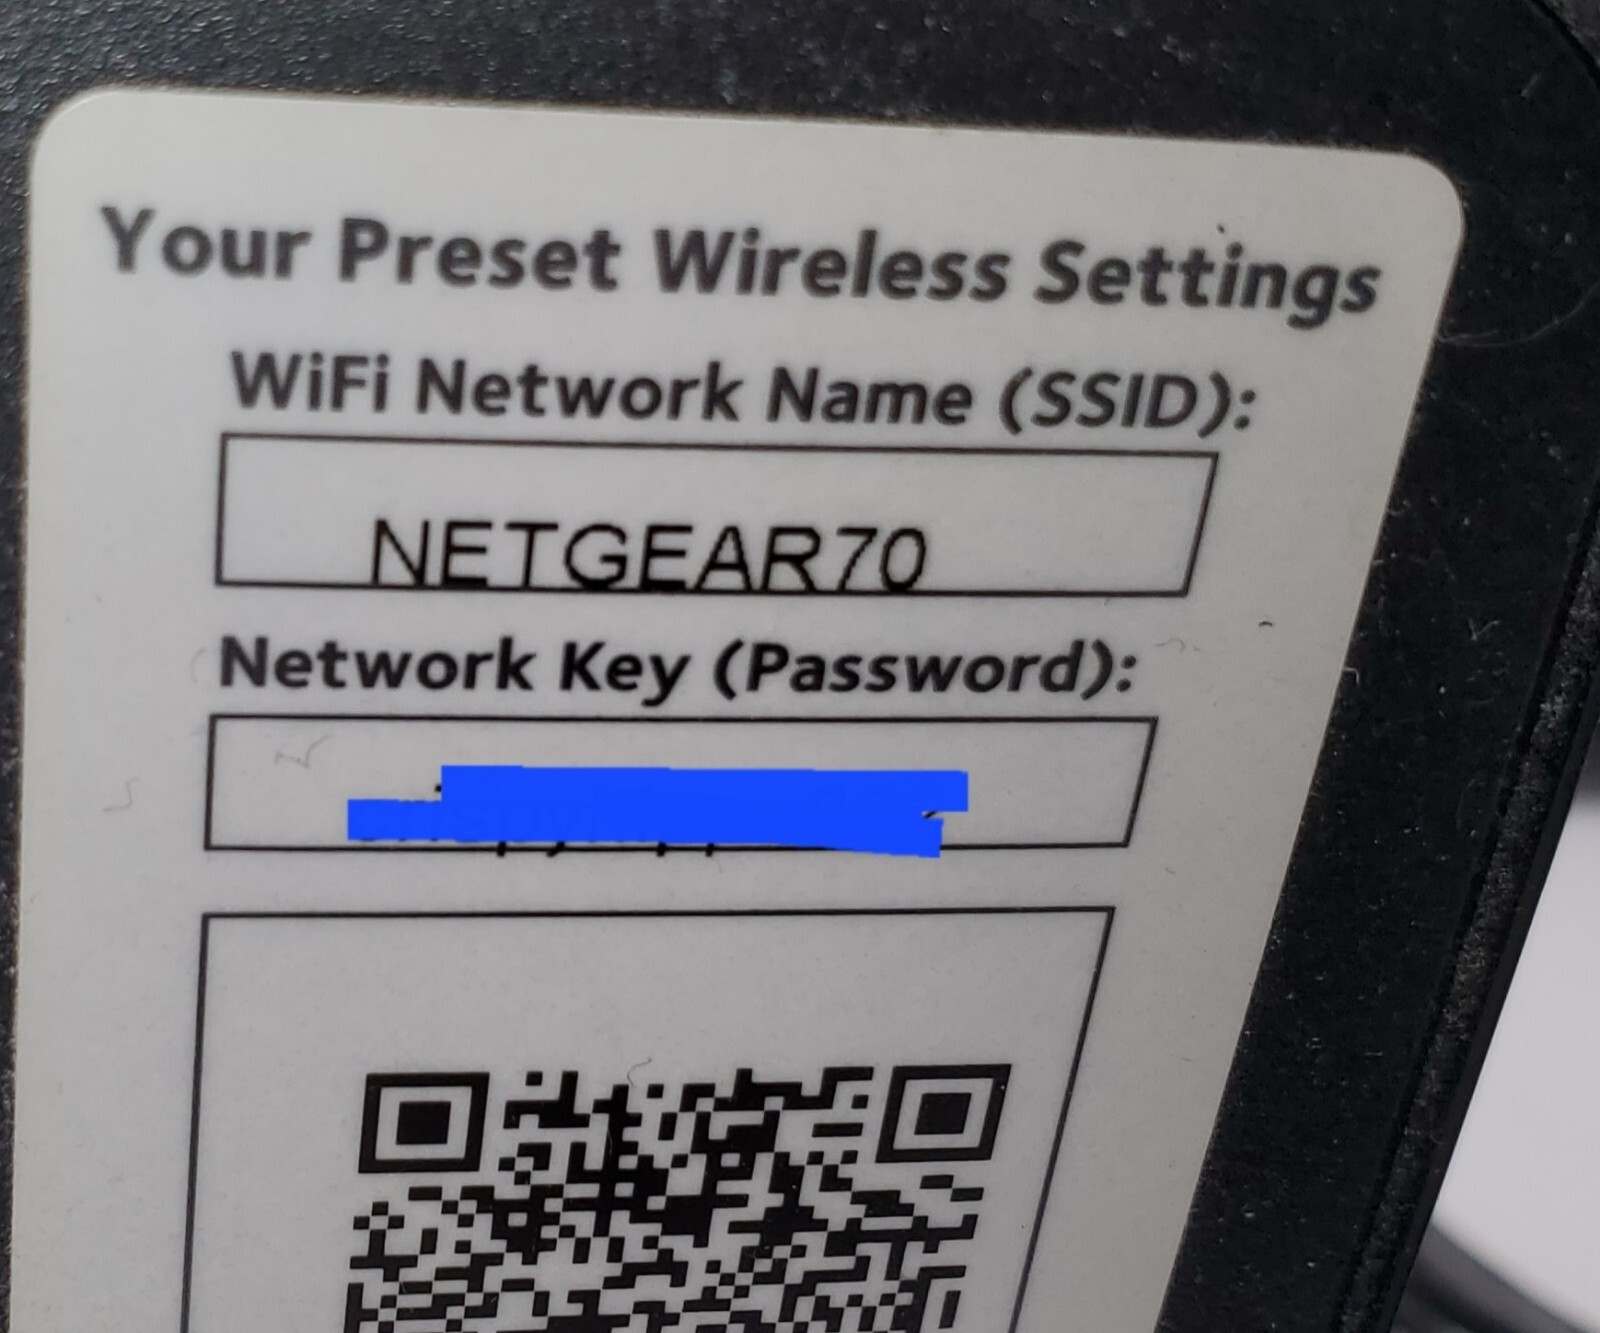 Your Preset Wireless Settings
WiFi Network Name (SSID):
NETGEAR70
Network Key (Password):